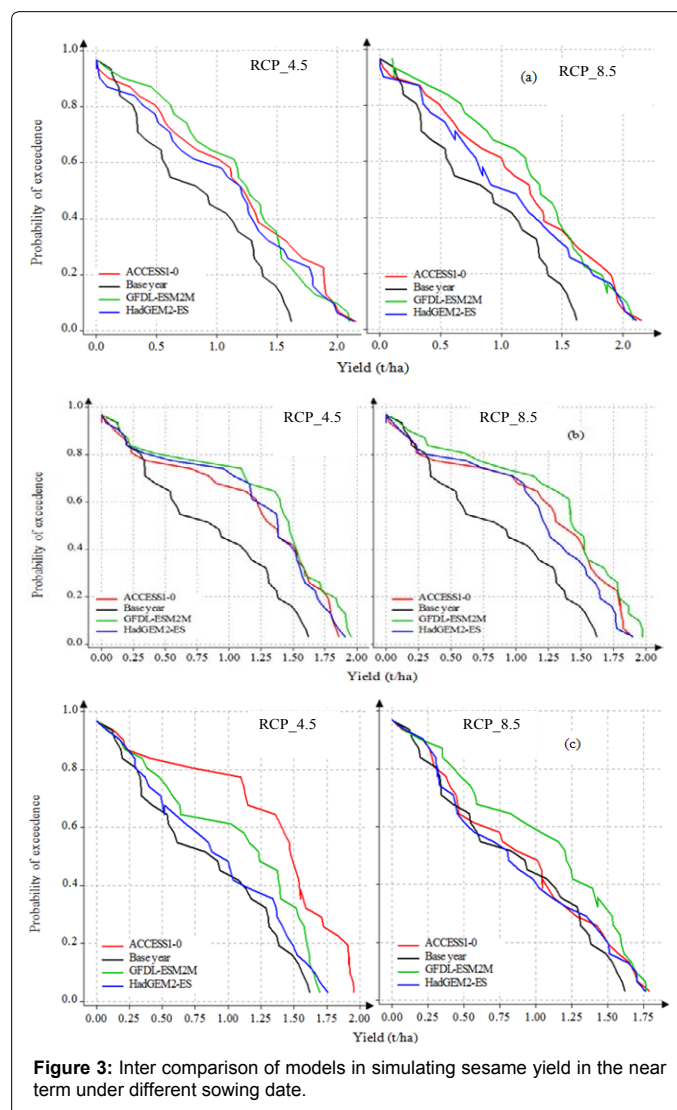 RCP_4.5
(a)
RCP_8.5
Probability of exceedence
1.0
0.8
0.6
0.4
0.2
0.0
ACCESS1-0
Base year
GFDL-ESM2M
HadGEM2-ES
ACCESS1-0
Base year
GFDL-ESM2M
HadGEM2-ES
0.0 0.5 1.0 1.5 2.0
0.0 0.5 1.0 1.5 2.0
Yield (t/ha)
RCP_4.5
RCP_8.5
(b)
Probability of exceedence
1.0
0.8
0.6
0.4
0.2
0.0
ACCESS1-0
Base year
GFDL-ESM2M
HadGEM2-ES
ACCESS1-0
Base year
GFDL-ESM2M
HadGEM2-ES
0.00 0.25 0.50 0.75 1.00 1.25 1.50 1.75 2.00
0.00 0.25 0.50 0.75 1.00 1.25 1.50 1.75 2.00
Yield (t/ha)
RCP_4.5
RCP_8.5
(c)
Probability of exceedence
1.0
0.8
0.6
0.4
0.2
0.0
ACCESS1-0
Base year
GFDL-ESM2M
HadGEM2-ES
ACCESS1-0
Base year
GFDL-ESM2M
HadGEM2-ES
0.00 0.25 0.50 0.75 1.00 1.25 1.50 1.75 2.00
0.00 0.25 0.50 0.75 1.00 1.25 1.50 1.75
Yield (t/ha)
Figure 3: Inter comparison of models in simulating sesame yield in the near
term under different sowing date.